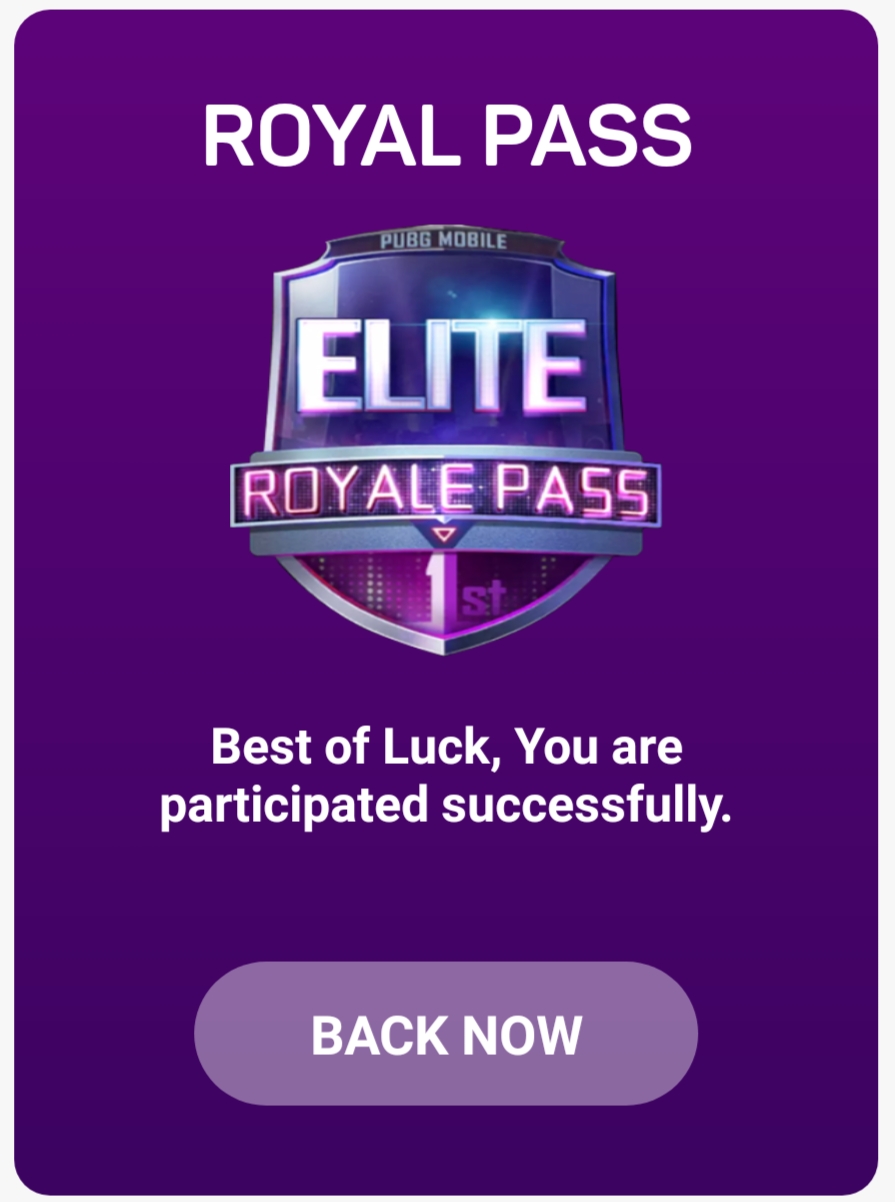 ROYAL PASS
PUBG MOBILE
ELITE
ROYALE PASS
1st
Best of Luck, You are
participated successfully.
BACK NOW